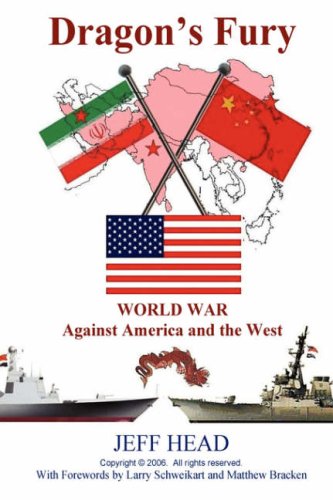 Dragon's Fury
WORLD WAR
Against America and the West
JEFF HEAD
Copyright © 2006. All rights reserved.
With Forewords by Larry Schweikart and Matthew Bracken